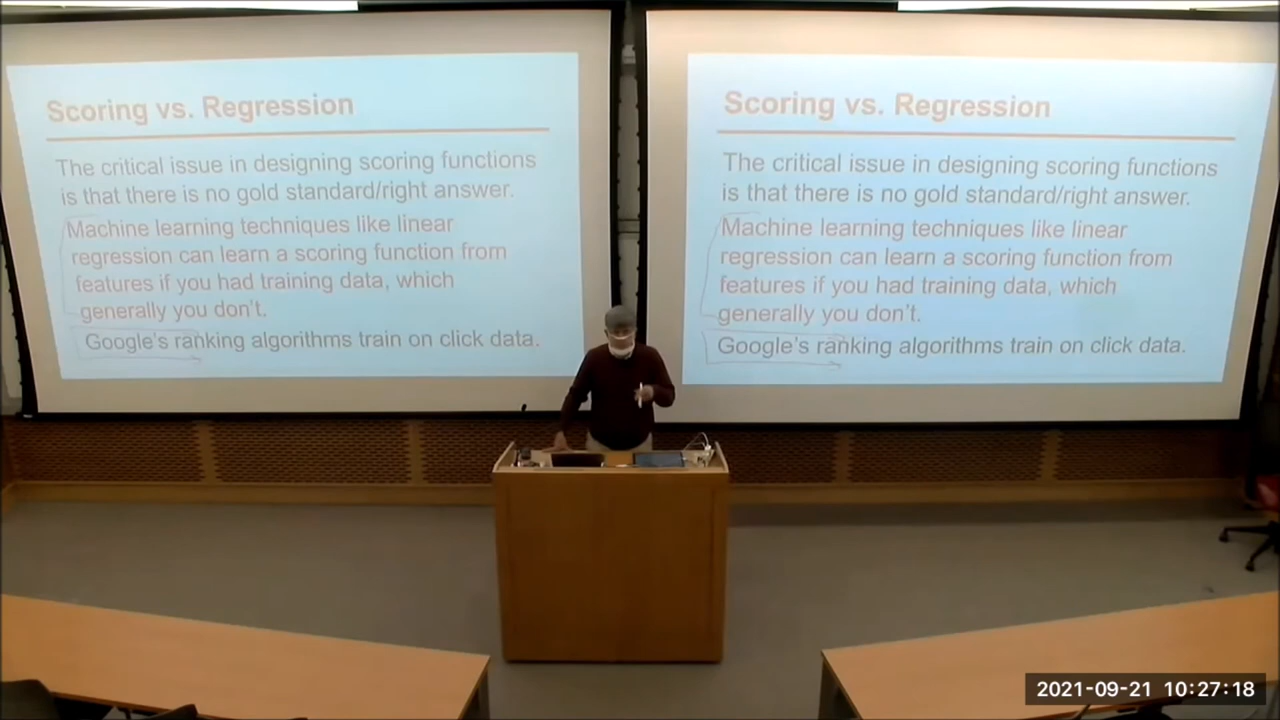 Scoring vs. Regression
The critical issue in designing scoring functions
is that there is no gold standard/right answer.
Machine learning techniques like linear
regression can learn a scoring function from
features if you had training data, which
generally you don't.
Google's ranking algorithms train on click data.
Scoring vs. Regression
The critical issue in designing scoring functions
is that there is no gold standard/right answer.
Machine learning techniques like linear
regression can learn a scoring function from
features if you had training data, which
generally you don't.
Google's ranking algorithms train on click data.
2021-09-21 10:27:18